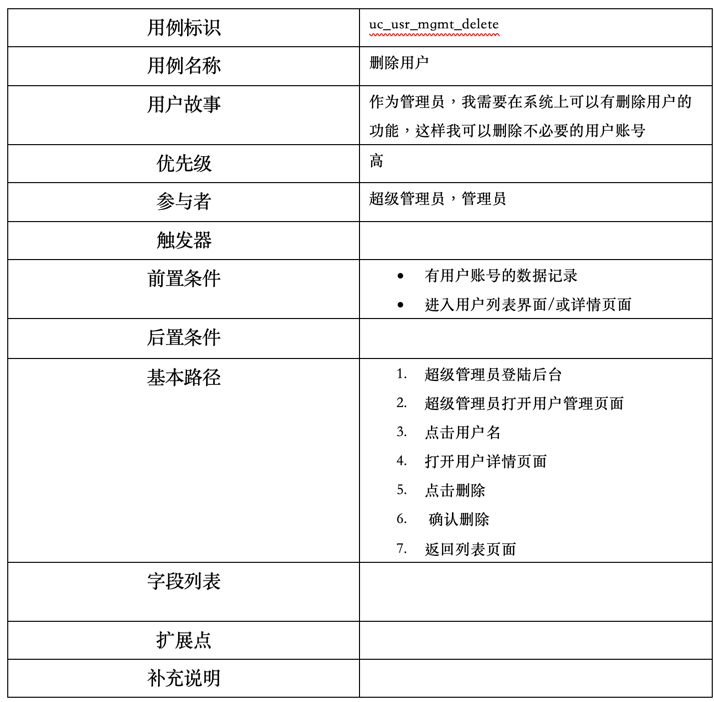 用例标识
uc_usr_mgmt_delete
用例名称
删除用户
用户故事
作为管理员，我需要在系统上可以有删除用户的
功能，这样我可以删除不必要的用户账号
优先级
高
参与者
超级管理员，管理员
触发器
前置条件
• 有用户账号的数据记录
• 进入用户列表界面/或详情页面
后置条件
基本路径
1. 超级管理员登陆后台
2. 超级管理员打开用户管理页面
3. 点击用户名
4. 打开用户详情页面
5. 点击删除
6. 确认删除
7. 返回列表页面
字段列表
扩展点
补充说明